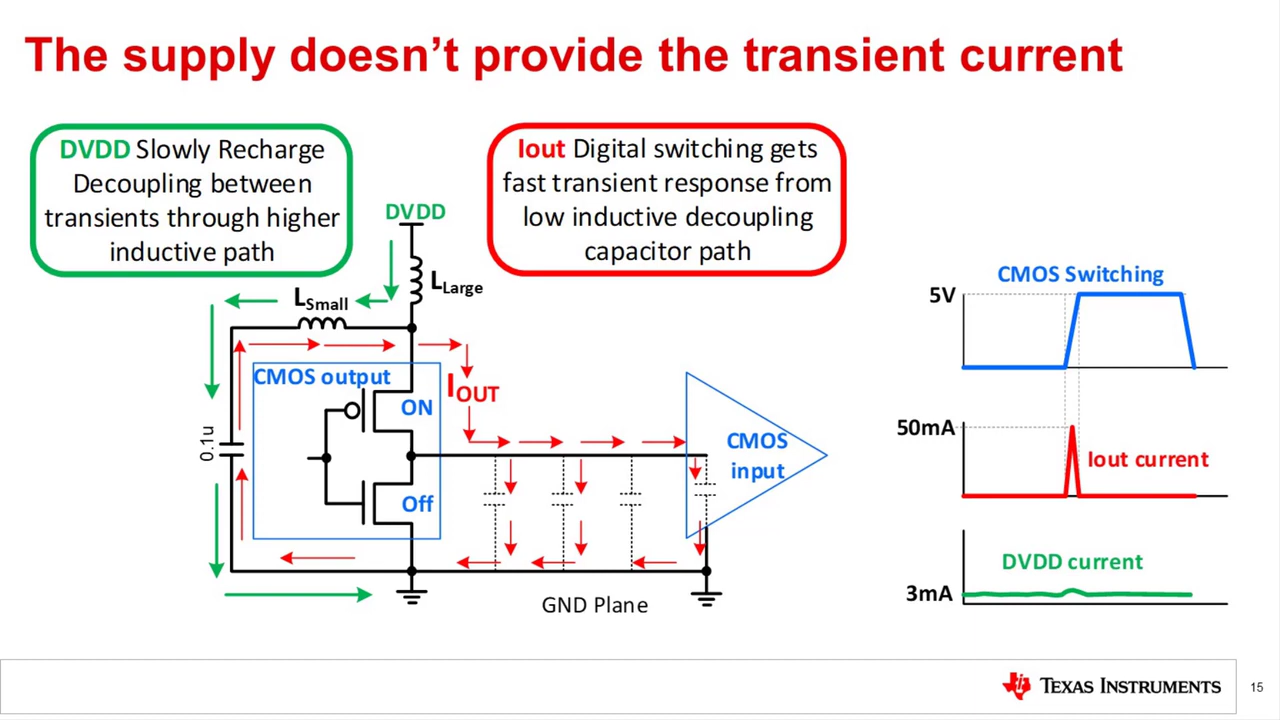 The supply doesn’t provide the transient current
DVDD Slowly Recharge
Decoupling between
transients through higher
inductive path
Iout Digital switching gets
fast transient response from
low inductive decoupling
capacitor path
DVDD
LLarge
LSmall
CMOS output
IOUT
ON
Off
0.1u
CMOS
input
GND Plane
CMOS Switching
5V
50mA
Iout current
DVDD current
3mA
TEXAS INSTRUMENTS
15